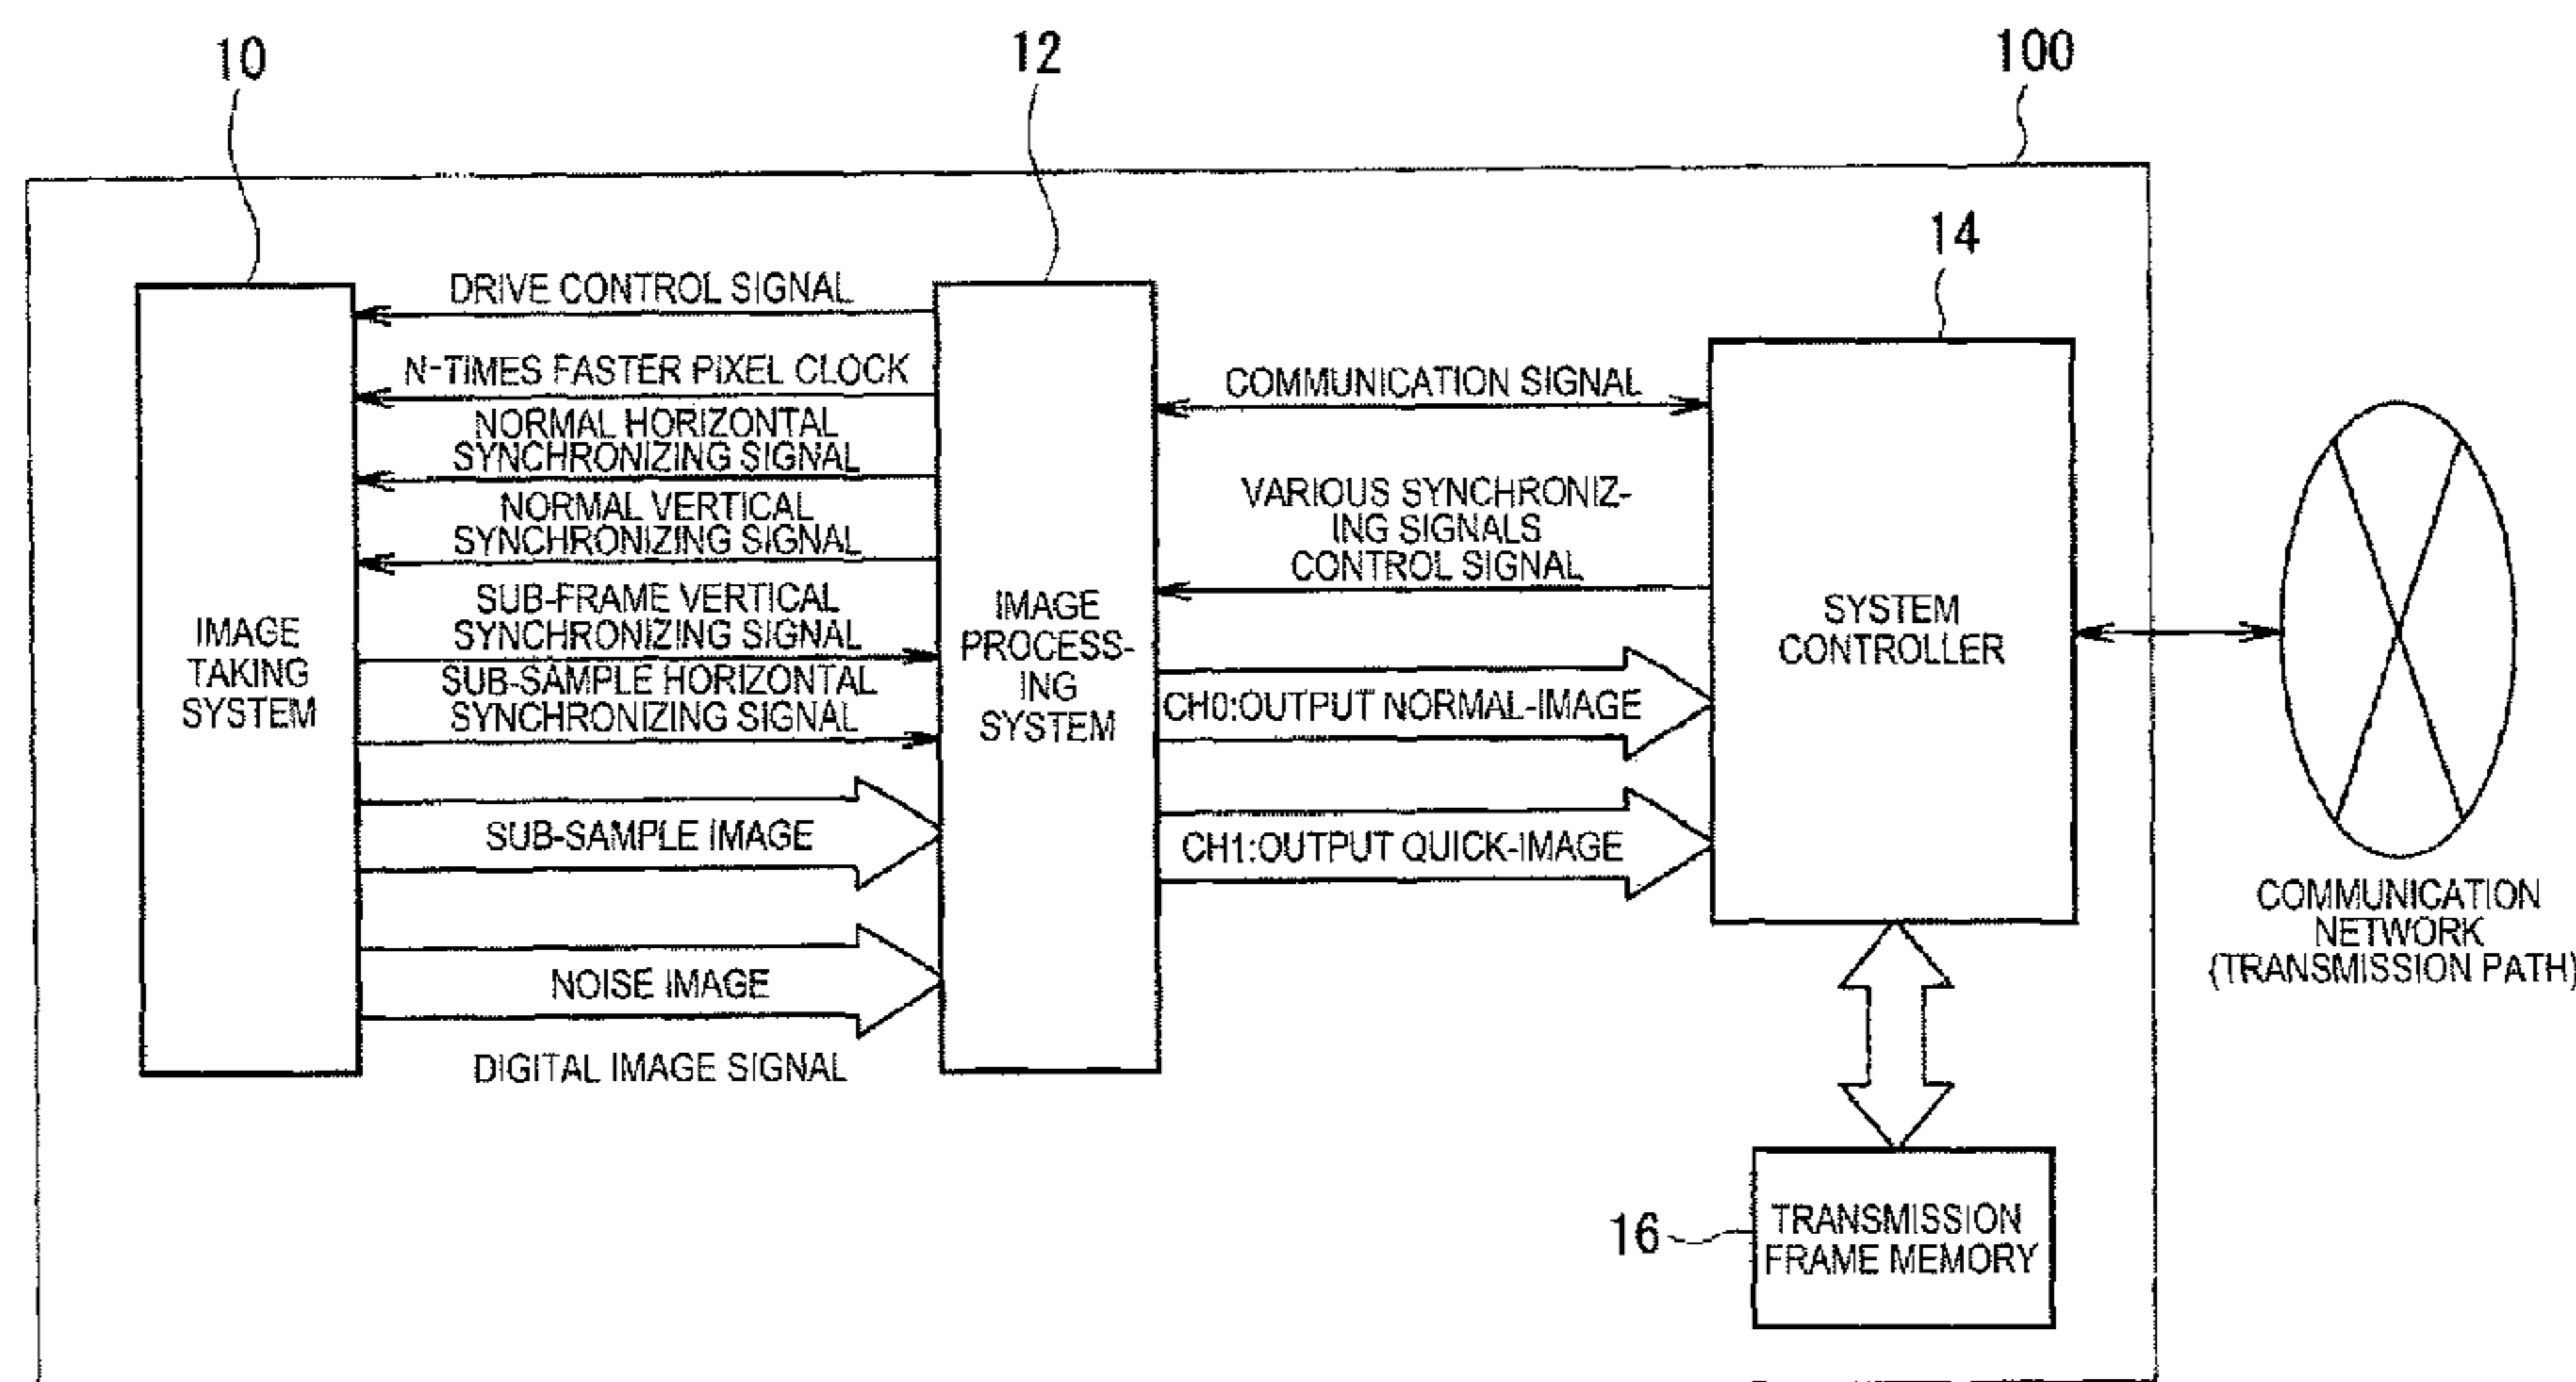 10
12
100
14
DRIVE CONTROL SIGNAL
N-TIMES FASTER PIXEL CLOCK
NORMAL HORIZONTAL
SYNCHRONIZING SIGNAL
NORMAL VERTICAL
SYNCHRONIZING SIGNAL
SUB-FRAME VERTICAL
SYNCHRONIZING SIGNAL
SUB-SAMPLE HORIZONTAL
SYNCHRONIZING SIGNAL
SUB-SAMPLE IMAGE
NOISE IMAGE
DIGITAL IMAGE SIGNAL
IMAGE
TAKING
SYSTEM
IMAGE
PROCESS-
ING
SYSTEM
COMMUNICATION SIGNAL
VARIOUS SYNCHRONIZ-
ING SIGNALS
CONTROL SIGNAL
CH0:OUTPUT NORMAL-IMAGE
CH1:OUTPUT QUICK-IMAGE
SYSTEM
CONTROLLER
COMMUNICATION
NETWORK
(TRANSMISSION PATH)
16
TRANSMISSION
FRAME MEMORY